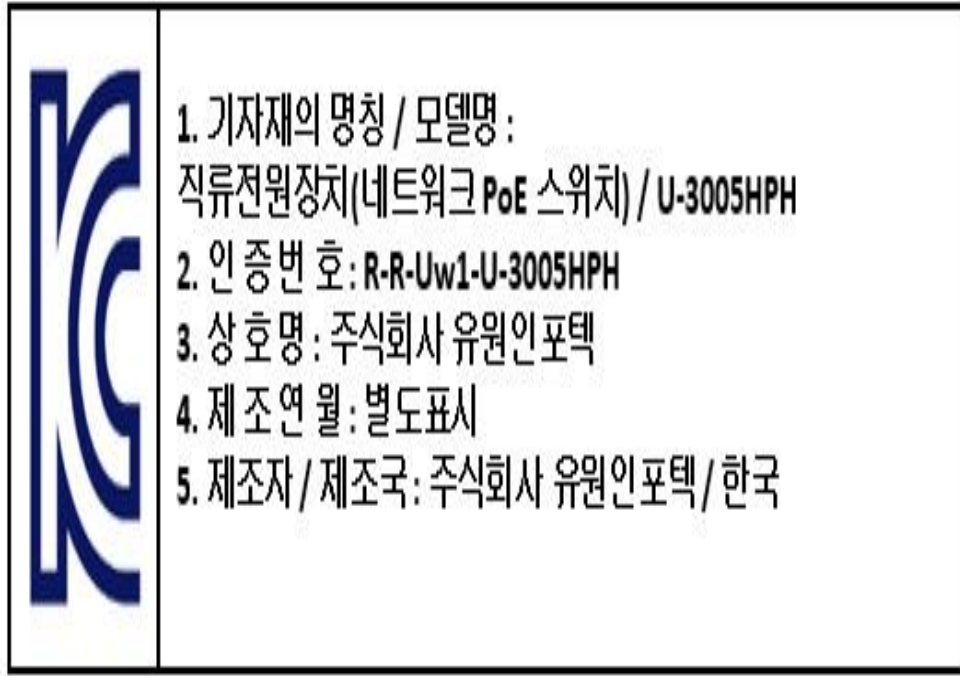 1. 기자재의 명칭 / 모델명 :
직류전원장치(네트워크 PoE 스위치) / U-3005HPH
2. 인 증 번 호 : R-R-Uw1-U-3005HPH
3. 상 호 명 : 주식회사 유원인포텍
4. 제 조 연 월 : 별도표시
5. 제조자 / 제조국 : 주식회사 유원인포텍 / 한국